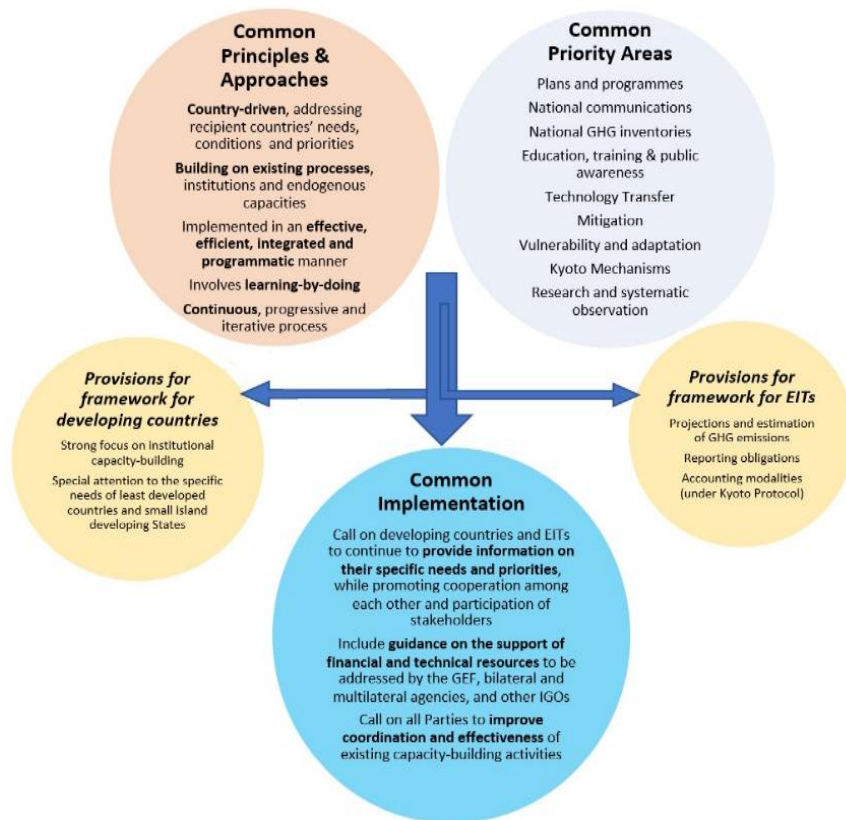 Common
Principles &
Approaches
Country-driven, addressing
recipient countries' needs,
conditions and priorities
Building on existing processes,
institutions and endogenous
capacities
Implemented in an effective,
efficient, integrated and
programmatic manner
Involves learning-by-doing
Continuous, progressive and
iterative process
Common
Priority Areas
Plans and programmes
National communications
National GHG inventories
Education, training & public
awareness
Technology Transfer
Mitigation
Vulnerability and adaptation
Kyoto Mechanisms
Research and systematic
observation
Provisions for
framework for
developing countries
Strong focus on institutional
capacity-building
Special attention to the specific
needs of least developed
countries and small island
developing States
Provisions for
framework for EITs
Projections and estimation
of GHG emissions
Reporting obligations
Accounting modalities
(under Kyoto Protocol)
Common
Implementation
Call on developing countries and EITs
to continue to provide information on
their specific needs and priorities,
while promoting cooperation among
each other and participation of
stakeholders
Include guidance on the support of
financial and technical resources to be
addressed by the GEF, bilateral and
multilateral agencies, and other IGOs
Call on all Parties to improve
coordination and effectiveness of
existing capacity-building activities